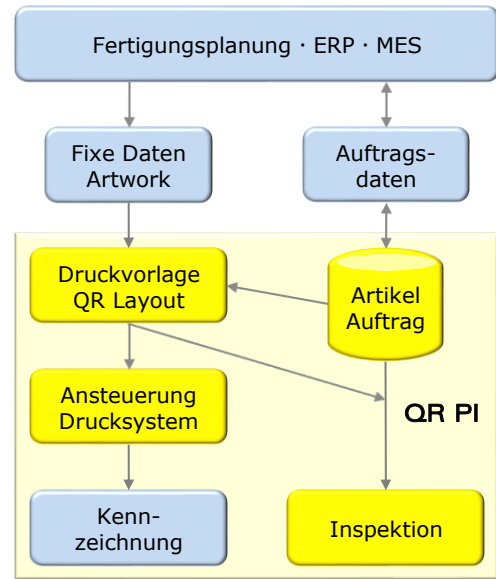 Fertigungsplanung · ERP · MES
Fixe Daten
Artwork
Auftrags-
daten
Druckvorlage
QR Layout
Artikel
Auftrag
Ansteuerung
Drucksystem
QR PI
Kenn-
zeichnung
Inspektion